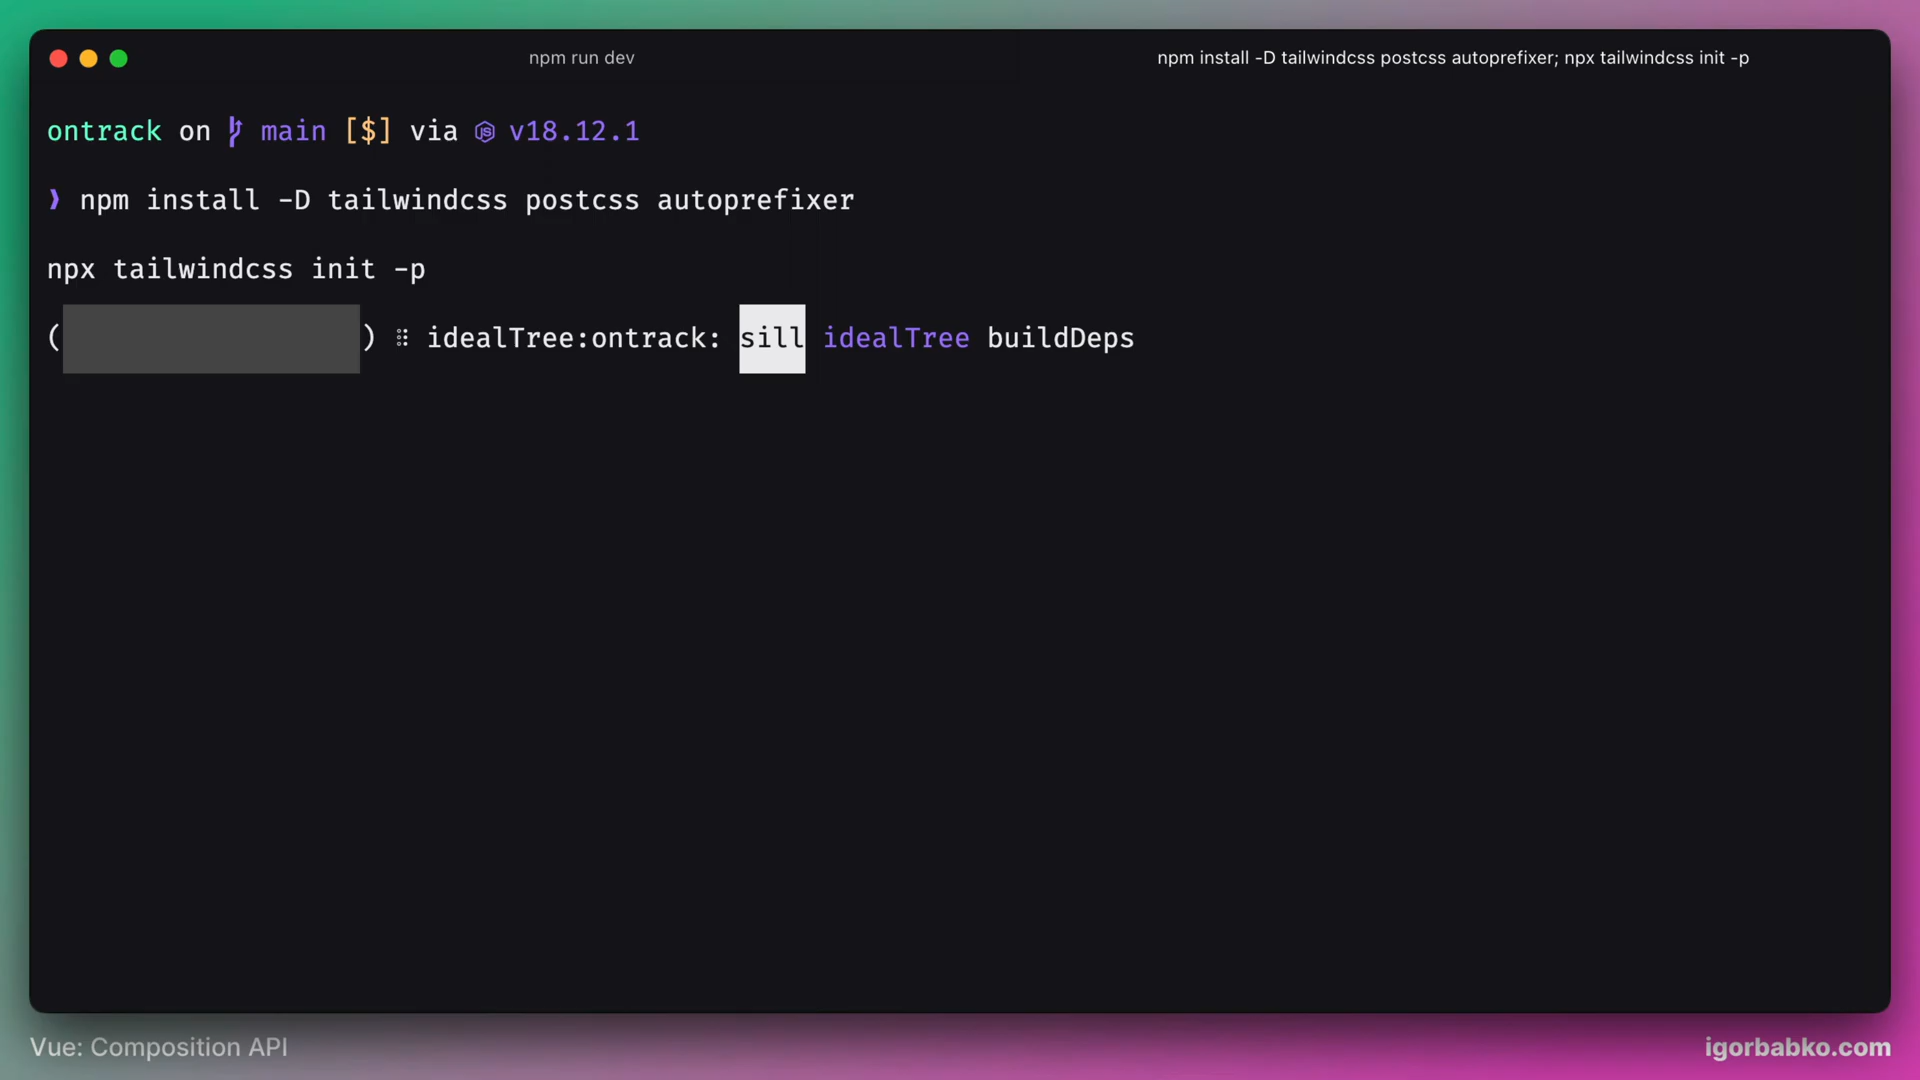 npm run dev
npm install -D tailwindcss postcss autoprefixer; npx tailwindcss init -p
ontrack on main [$] via v18.12.1
❯ npm install -D tailwindcss postcss autoprefixer
npx tailwindcss init -p
( ) ⠿ idealTree:ontrack: sill idealTree buildDeps
Vue: Composition API
igorbabko.com